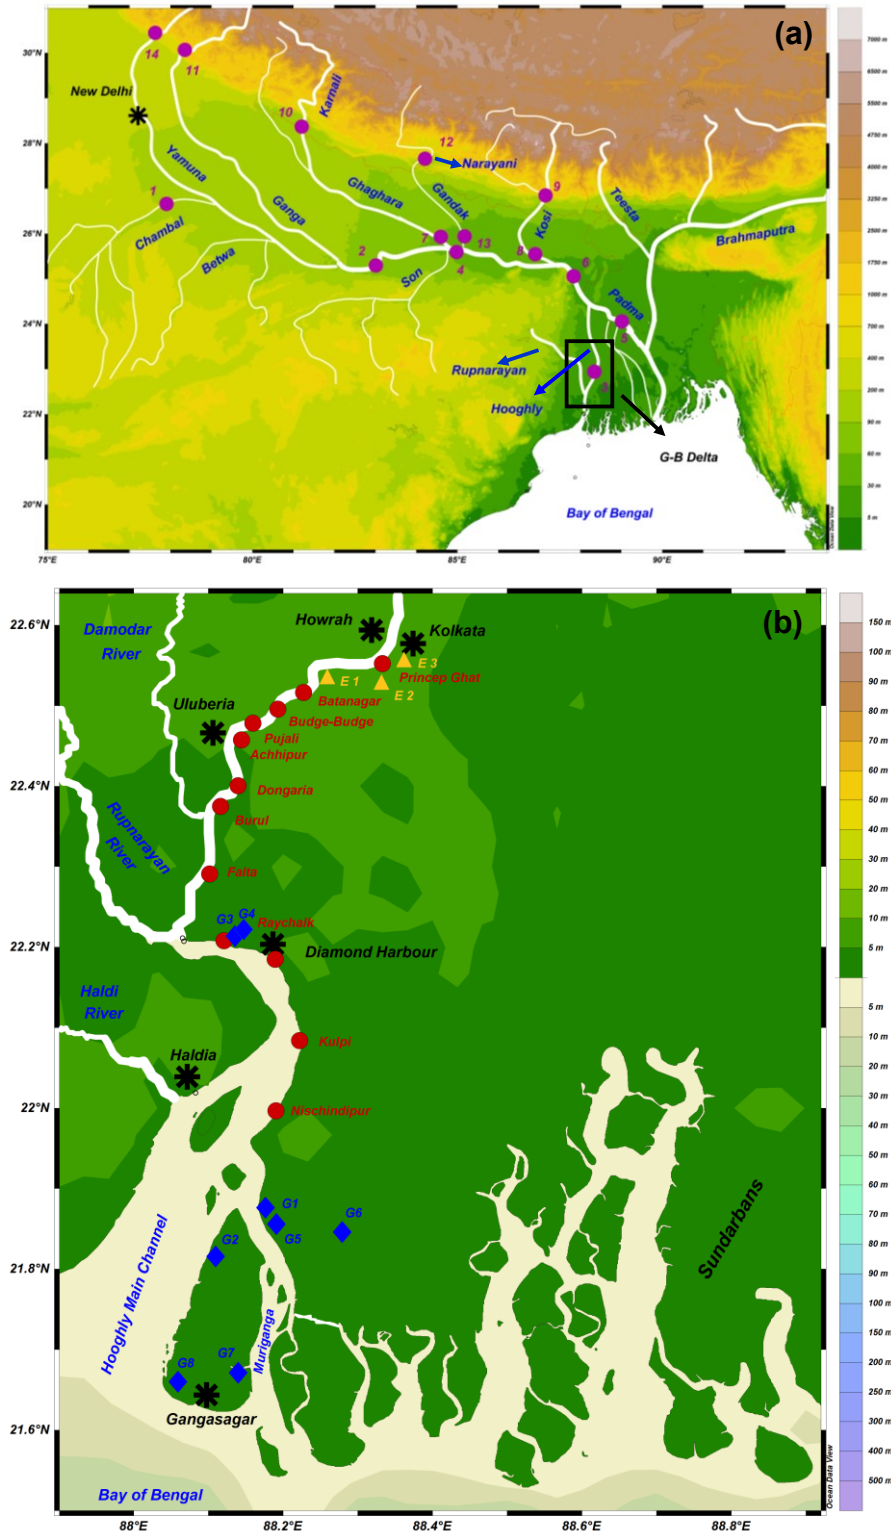 (a)
30°N
28°N
26°N
24°N
22°N
20°N
75°E
80°E
85°E
90°E
14
11
New Delhi
10
Karnali
12
Narayani
Yamuna
1
Chambal
Ganga
Ghaghara
Gandak
9
Kosi
Teesta
Brahmaputra
Betwa
2
7
13
8
4
Son
6
Padma
5
Rupnarayan
Hooghly
G-B Delta
Bay of Bengal
7000 m
6500 m
5500 m
4500 m
3250 m
2500 m
1750 m
1000 m
700 m
400 m
200 m
90 m
60 m
30 m
5 m
Ocean Data View
(b)
22.6°N
22.4°N
22.2°N
22°N
21.8°N
21.6°N
88°E
88.2°E
88.4°E
88.6°E
88.8°E
Damodar
River
Howrah
Kolkata
E 3
Princep Ghat
E 1
E 2
Uluberia
Batanagar
Budge-Budge
Pujali
Achhipur
Dongaria
Burul
Rupnarayan
River
Falta
G3
G4
Raychalk
Diamond Harbour
Haldi
River
Kulpi
Haldia
Nischindipur
G1
G6
G5
G2
Hooghly Main Channel
Muriganga
Sundarbans
G8
G7
Gangasagar
Bay of Bengal
150 m
100 m
90 m
80 m
70 m
60 m
50 m
40 m
30 m
20 m
10 m
5 m
5 m
10 m
20 m
30 m
40 m
50 m
60 m
70 m
80 m
90 m
100 m
150 m
200 m
250 m
300 m
400 m
500 m
Ocean Data View